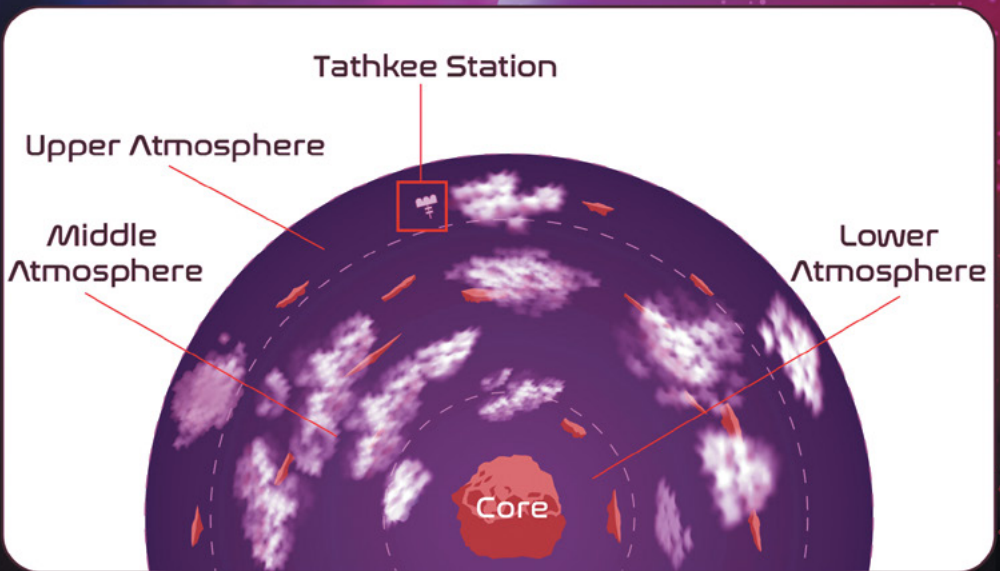 Tathkee Station
Upper Atmosphere
Middle
Atmosphere
Lower
Atmosphere
Core